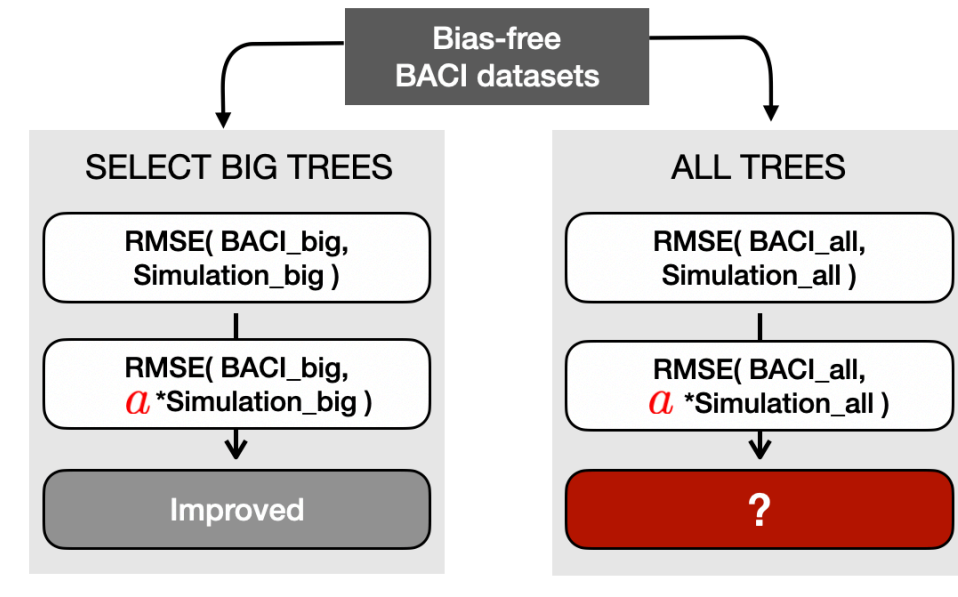 Bias-free
BACI datasets
SELECT BIG TREES
RMSE( BACI_big,
Simulation_big )
RMSE( BACI_big,
a *Simulation_big )
Improved
ALL TREES
RMSE( BACI_all,
Simulation_all )
RMSE( BACI_all,
a *Simulation_all )
?